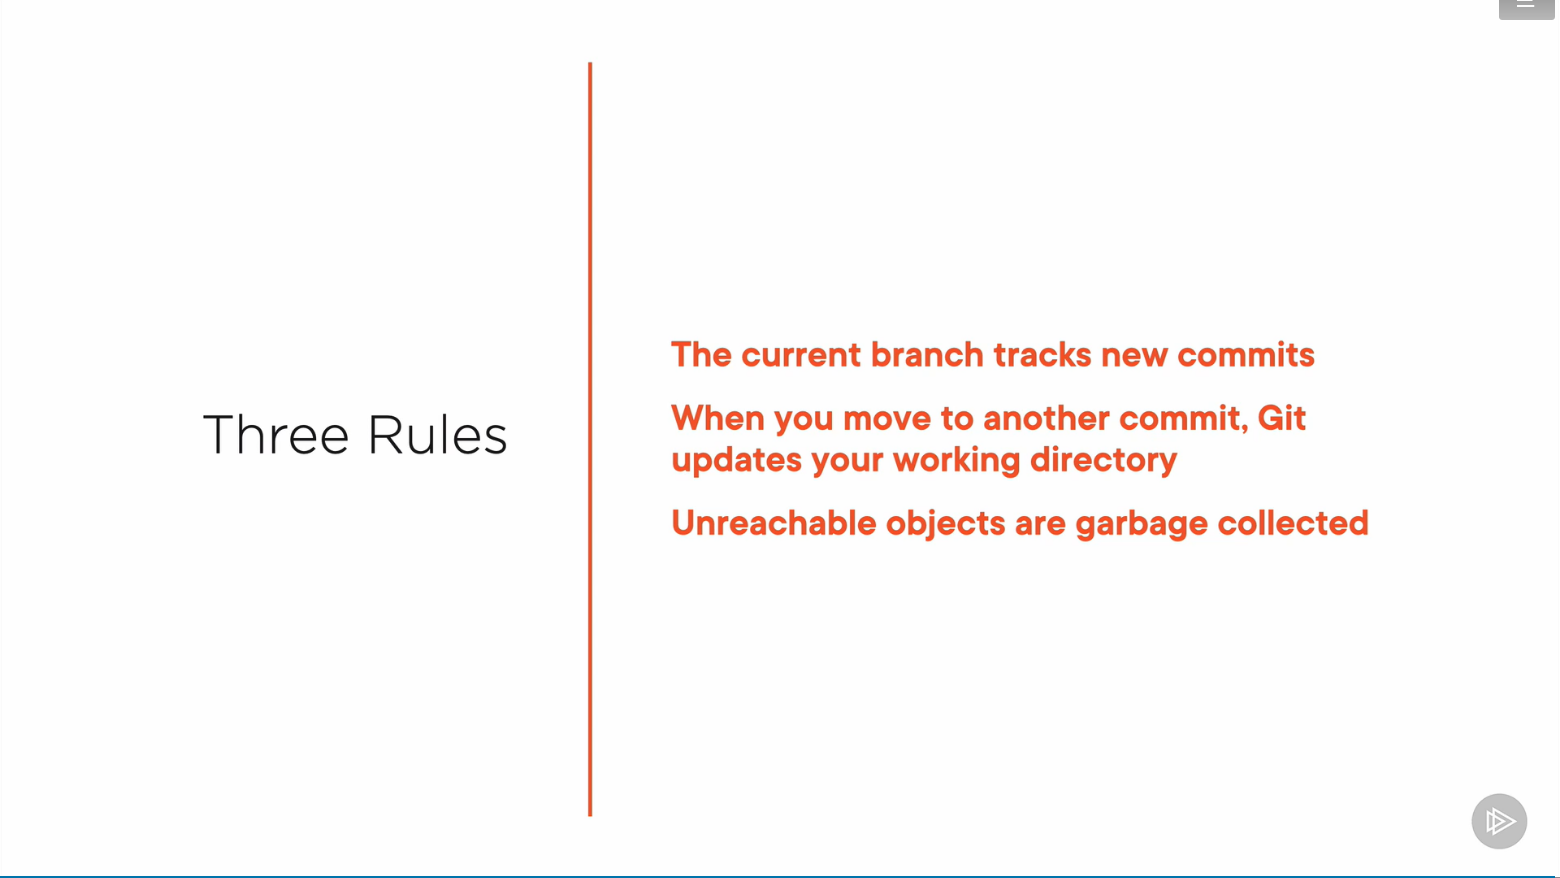 Three Rules
The current branch tracks new commits
When you move to another commit, Git
updates your working directory
Unreachable objects are garbage collected